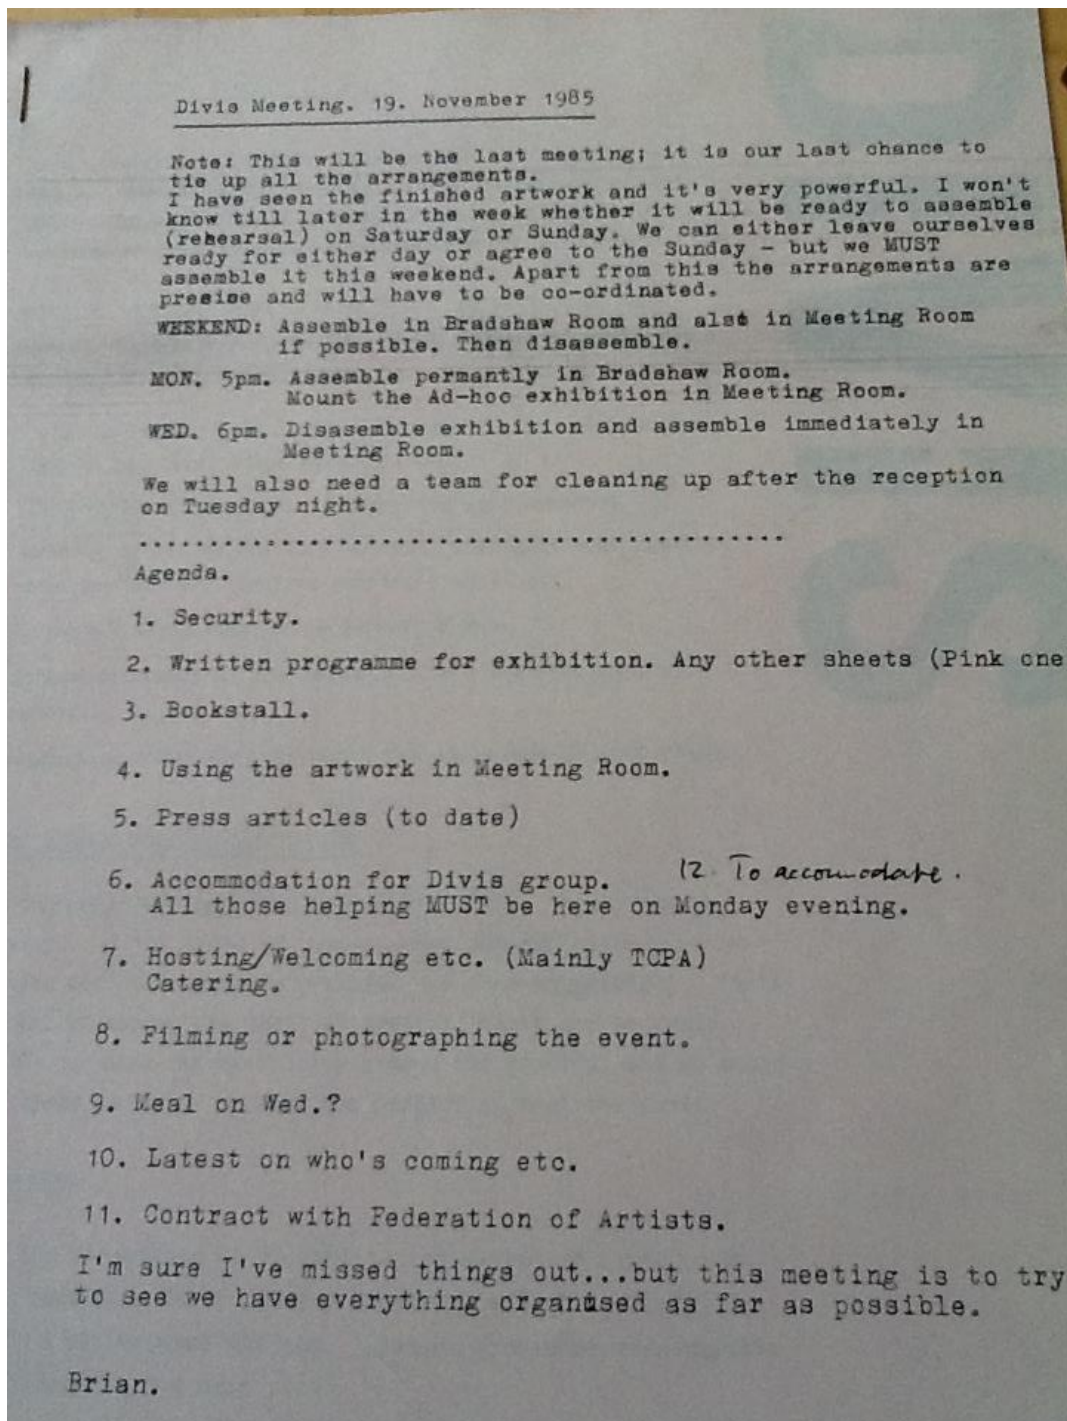 Divis Meeting. 19. November 1985
Note: This will be the last meeting; it is our last chance to
tie up all the arrangements.
I have seen the finished artwork and it's very powerful. I won't
know till later in the week whether it will be ready to assemble
(rehearsal) on Saturday or Sunday. We can either leave ourselves
ready for either day or agree to the Sunday - but we MUST
assemble it this weekend. Apart from this the arrangements are
precise and will have to be co-ordinated.
WEEKEND: Assemble in Bradshaw Room and also in Meeting Room
if possible. Then disassemble.
MON. 5pm. Assemble permantly in Bradshaw Room.
Mount the Ad-hoc exhibition in Meeting Room.
WED. 6pm. Disasemble exhibition and assemble immediately in
Meeting Room.
We will also need a team for cleaning up after the reception
on Tuesday night.
..............................................
Agenda.
1. Security.
2. Written programme for exhibition. Any other sheets (Pink one
3. Bookstall.
4. Using the artwork in Meeting Room.
5. Press articles (to date)
6. Accommodation for Divis group. 12. To accomodate.
All those helping MUST be here on Monday evening.
7. Hosting/Welcoming etc. (Mainly TCPA)
Catering.
8. Filming or photographing the event.
9. Meal on Wed.?
10. Latest on who's coming etc.
11. Contract with Federation of Artists.
I'm sure I've missed things out...but this meeting is to try
to see we have everything organised as far as possible.
Brian.